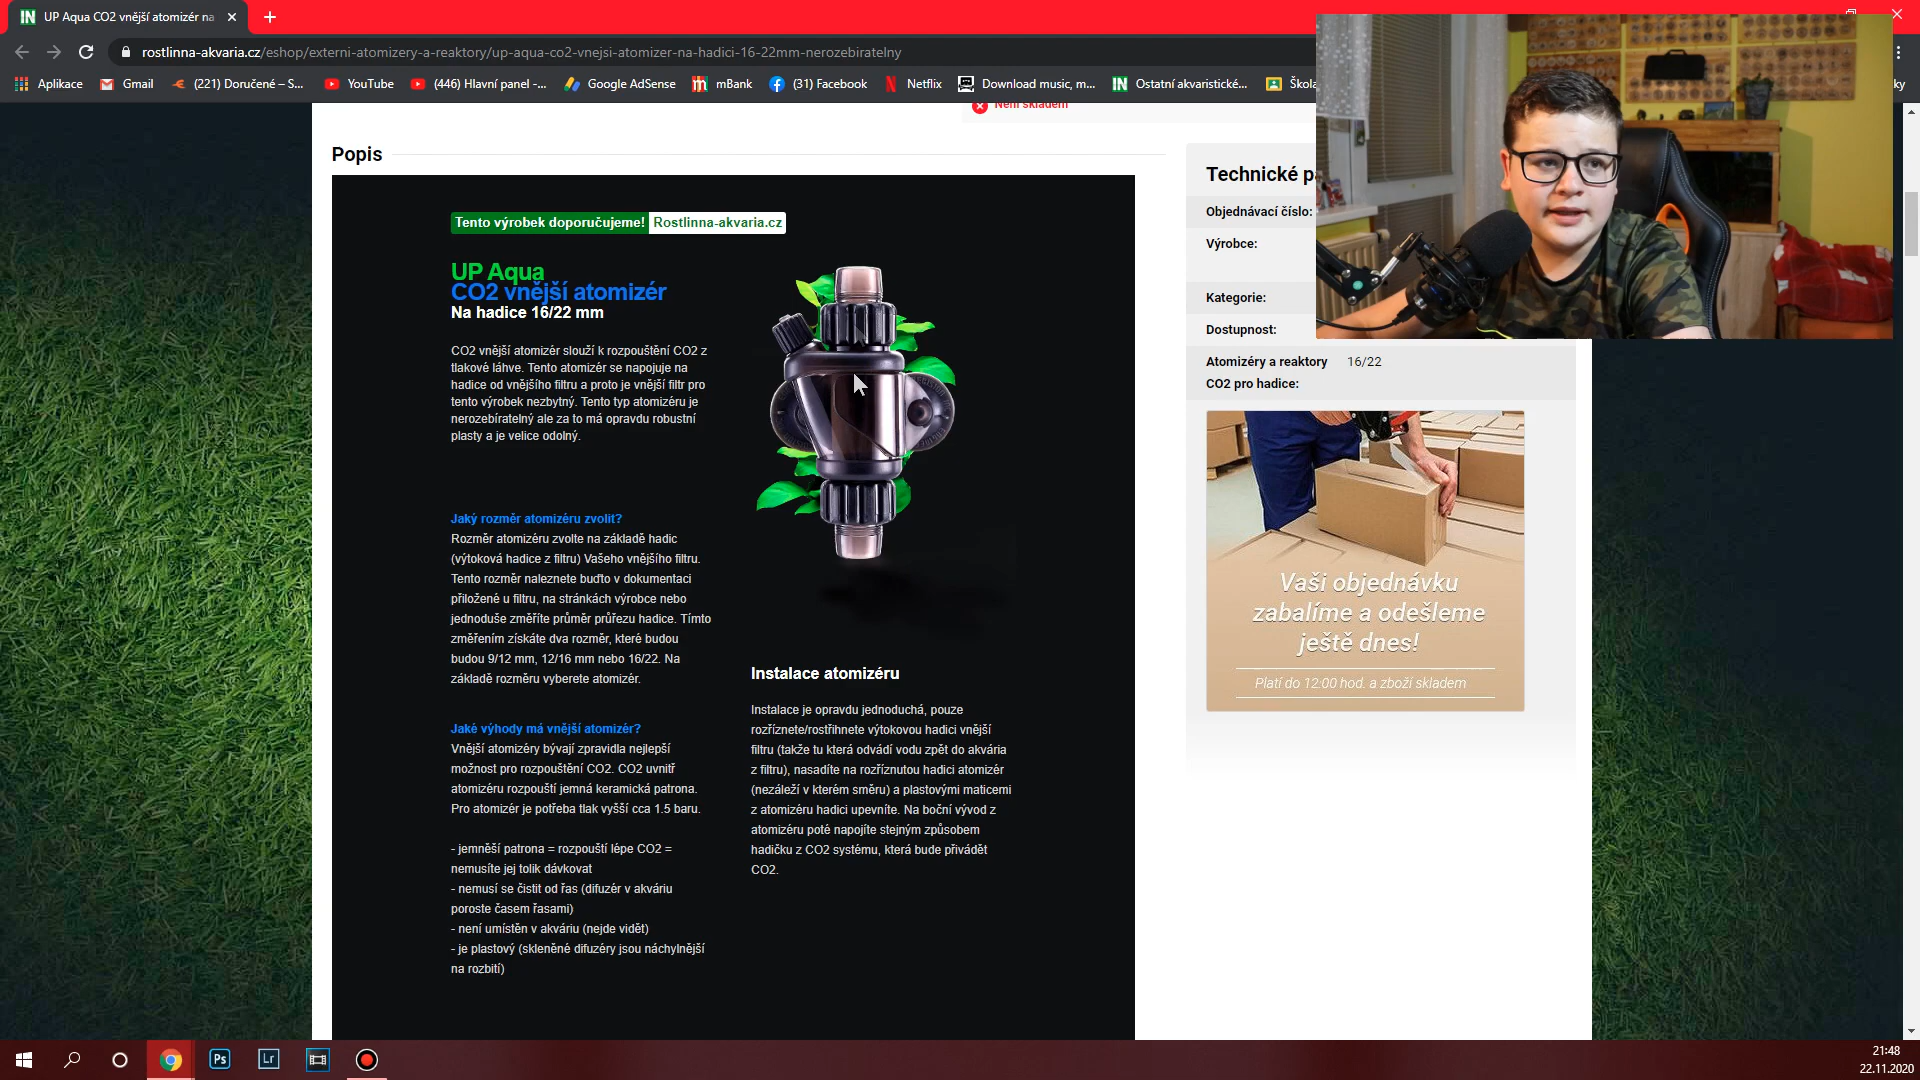 UP Aqua CO2 vnější atomizér na
rostlinna-akvaria.cz/eshop/externi-atomizery-a-reaktory/up-aqua-co2-vnejsi-atomizer-na-hadici-16-22mm-nerozebiratelny
Aplikace
Gmail
(221) Doručené – S...
YouTube
(446) Hlavní panel -...
Google AdSense
mBank
(31) Facebook
Netflix
Download music, m...
Ostatní akvaristické...
Škola
ky
Není skladem
Popis
Tento výrobek doporučujeme! Rostlinna-akvaria.cz
UP Aqua
CO2 vnější atomizér
Na hadice 16/22 mm
CO2 vnější atomizér slouží k rozpouštění CO2 z
tlakové láhve. Tento atomizér se napojuje na
hadice od vnějšího filtru a proto je vnější filtr pro
tento výrobek nezbytný. Tento typ atomizéru je
nerozebíratelný ale za to má opravdu robustní
plasty a je velice odolný.
Jaký rozměr atomizéru zvolit?
Rozměr atomizéru zvolte na základě hadic
(výtoková hadice z filtru) Vašeho vnějšího filtru.
Tento rozměr naleznete buďto v dokumentaci
přiložené u filtru, na stránkách výrobce nebo
jednoduše změříte průměr průřezu hadice. Tímto
změřením získáte dva rozměr, které budou
budou 9/12 mm, 12/16 mm nebo 16/22. Na
základě rozměru vyberete atomizér.
Jaké výhody má vnější atomizér?
Vnější atomizéry bývají zpravidla nejlepší
možnost pro rozpouštění CO2. CO2 uvnitř
atomizéru rozpouští jemná keramická patrona.
Pro atomizér je potřeba tlak vyšší cca 1.5 baru.
- jemněší patrona = rozpouští lépe CO2 =
nemusíte jej tolik dávkovat
- nemusí se čistit od řas (difuzér v akváriu
poroste časem řasami)
- není umístěn v akváriu (nejde vidět)
- je plastový (skleněné difuzéry jsou náchylnější
na rozbití)
Instalace atomizéru
Instalace je opravdu jednoduchá, pouze
rozříznete/rostřihnete výtokovou hadici vnější
filtru (takže tu která odvádí vodu zpět do akvária
z filtru), nasadíte na rozříznutou hadici atomizér
(nezáleží v kterém směru) a plastovými maticemi
z atomizéru hadici upevníte. Na boční vývod z
atomizéru poté napojíte stejným způsobem
hadičku z CO2 systému, která bude přivádět
CO2.
Technické p
Objednávací číslo:
Výrobce:
Kategorie:
Dostupnost:
Atomizéry a reaktory 16/22
CO2 pro hadice:
Vaši objednávku
zabalíme a odešleme
ještě dnes!
Platí do 12:00 hod. a zboží skladem
Ps
Lr
21:48
22.11.2020